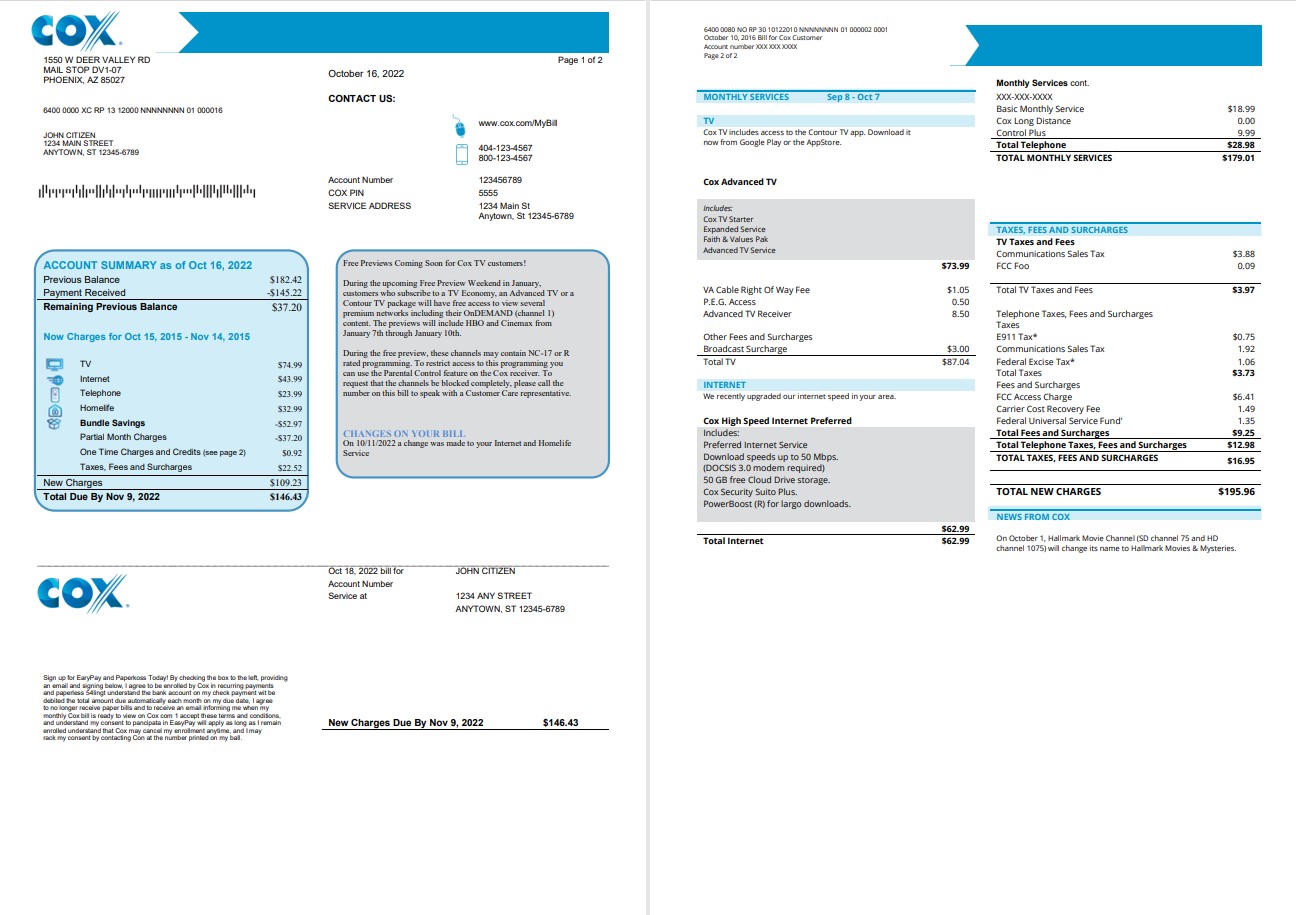 COX
1550 W DEER VALLEY RD
MAIL STOP DV1-07
PHOENIX, AZ 85027
Page 1 of 2
October 16, 2022
CONTACT US:
6400 0000 XC RP 13 12000 NNNNNNNN 01 000016
www.cox.com/MyBill
JOHN CITIZEN
1234 MAIN STREET
ANYTOWN, ST 12345-6789
404-123-4567
800-123-4567
Account Number 123456789
COX PIN 5555
SERVICE ADDRESS 1234 Main St
Anytown, St 12345-6789
ACCOUNT SUMMARY as of Oct 16, 2022
Previous Balance $182.42
Payment Received -$145.22
Remaining Previous Balance $37.20
Now Charges for Oct 15, 2015 - Nov 14, 2015
TV $74.99
Internet $43.99
Telephone $23.99
Homelife $32.99
Bundle Savings -$52.97
Partial Month Charges -$37.20
One Time Charges and Credits (see page 2) $0.92
Taxes, Fees and Surcharges $22.52
New Charges $109.23
Total Due By Nov 9, 2022 $146.43
Free Previews Coming Soon for Cox TV customers!
During the upcoming Free Preview Weekend in January,
customers who subscribe to a TV Economy, an Advanced TV or a
Contour TV package will have free access to view several
premium networks including their OnDEMAND (channel 1)
content. The previews will include HBO and Cinemax from
January 7th through January 10th.
During the free preview, these channels may contain NC-17 or R
rated programming. To restrict access to this programming you
can use the Parental Control feature on the Cox receiver. To
request that the channels be blocked completely, please call the
number on this bill to speak with a Customer Care representative.
CHANGES ON YOUR BILL
On 10/11/2022 a change was made to your Internet and Homelife
Service
COX
Oct 18, 2022 bill for JOHN CITIZEN
Account Number
Service at 1234 ANY STREET
ANYTOWN, ST 12345-6789
Sign up for EaryPay and Paperkoss Today! By checking the box to the left, providing
an email and signing below, I agree to be enrolled by Cox in recurring payments
and paperless 54lingt understand the bank account on my check payment wit be
debited the total amount due automatically each month on my due date, I agree
to no longer receive paper bills and to receive an email informing me when my
monthly Cox bill is ready to view on Cox com 1 accept these terms and conditions,
and understand my consent to pancipata in EasyPay will apply as long as I remain
enrolled understand that Cox may cancel my enrollment anytime, and I may
rack my consent by contacting Con at the number printed on my ball.
New Charges Due By Nov 9, 2022 $146.43
6400 0080 NO RP 30 10122010 NNNNNNNN 01 000002 0001
October 10, 2016 Bill for Cox Customer
Account number XXX XXX XXXX
Page 2 of 2
MONTHLY SERVICES Sep 8 - Oct 7
TV
Cox TV includes access to the Contour TV app. Download it
now from Google Play or the AppStore.
Cox Advanced TV
Includes:
Cox TV Starter
Expanded Service
Faith & Values Pak
Advanced TV Service
$73.99
VA Cable Right Of Way Fee $1.05
P.E.G. Access 0.50
Advanced TV Receiver 8.50
Other Fees and Surcharges
Broadcast Surcharge $3.00
Total TV $87.04
INTERNET
We recently upgraded our internet speed in your area.
Cox High Speed Internet Preferred
Includes:
Preferred Internet Service
Download speeds up to 50 Mbps.
(DOCSIS 3.0 modem required)
50 GB free Cloud Drive storage.
Cox Security Suito Plus.
PowerBoost (R) for largo downloads.
$62.99
Total Internet $62.99
Monthly Services cont.
XXX-XXX-XXXX
Basic Monthly Service $18.99
Cox Long Distance 0.00
Control Plus 9.99
Total Telephone $28.98
TOTAL MONTHLY SERVICES $179.01
TAXES, FEES AND SURCHARGES
TV Taxes and Fees
Communications Sales Tax $3.88
FCC Foo 0.09
Total TV Taxes and Fees $3.97
Telephone Taxes, Fees and Surcharges
Taxes
E911 Tax* $0.75
Communications Sales Tax 1.92
Federal Excise Tax* 1.06
Total Taxes $3.73
Fees and Surcharges
FCC Access Charge $6.41
Carrier Cost Recovery Fee 1.49
Federal Universal Service Fund' 1.35
Total Fees and Surcharges $9.25
Total Telephone Taxes, Fees and Surcharges $12.98
TOTAL TAXES, FEES AND SURCHARGES $16.95
TOTAL NEW CHARGES $195.96
NEWS FROM COX
On October 1, Hallmark Movie Channel (SD channel 75 and HD
channel 1075) will change its name to Hallmark Movies & Mysteries.